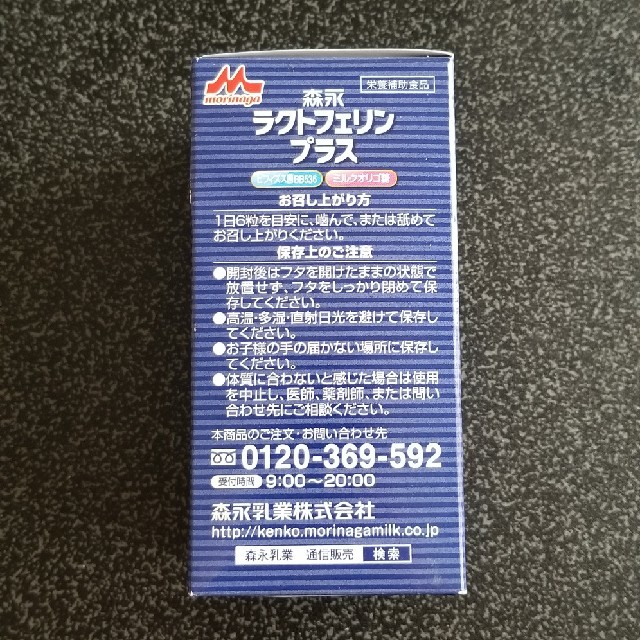 morinaga
栄養補助食品
森永
ラクトフェリン
プラス
ビフィズス菌BB536 ミルクオリゴ糖
お召し上がり方
1日6粒を目安に、噛んで、または舐めて
お召し上がりください。
保存上のご注意
●開封後はフタを開けたままの状態で
放置せず、フタをしっかり閉めて保
存してください。
●高温・多湿・直射日光を避けて保存し
てください。
●お子様の手の届かない場所に保存し
てください。
●体質に合わないと感じた場合は使用
を中止し、医師、薬剤師、または問い
合わせ先にご相談ください。
本商品のご注文・お問い合わせ先
0120-369-592
受付時間 9:00〜20:00
森永乳業株式会社
http://kenko.morinagamilk.co.jp
森永乳業 通信販売 検索